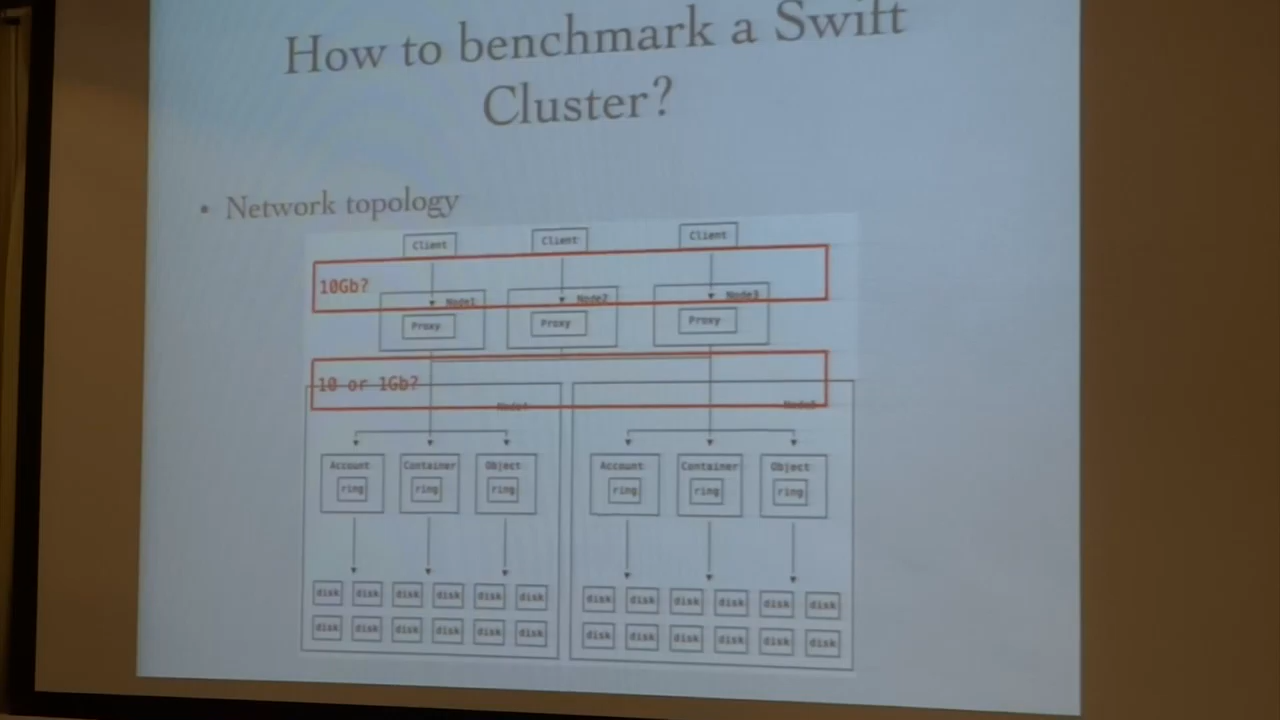 How to benchmark a Swift
Cluster?
• Network topology
Client Client Client
10Gb?
Node1 Node2 Node3
Proxy Proxy Proxy
10 or 1Gb?
Node4 Node5
Account Container Object Account Container Object
ring ring ring ring ring ring
disk disk disk disk disk disk disk disk disk disk disk disk
disk disk disk disk disk disk disk disk disk disk disk disk